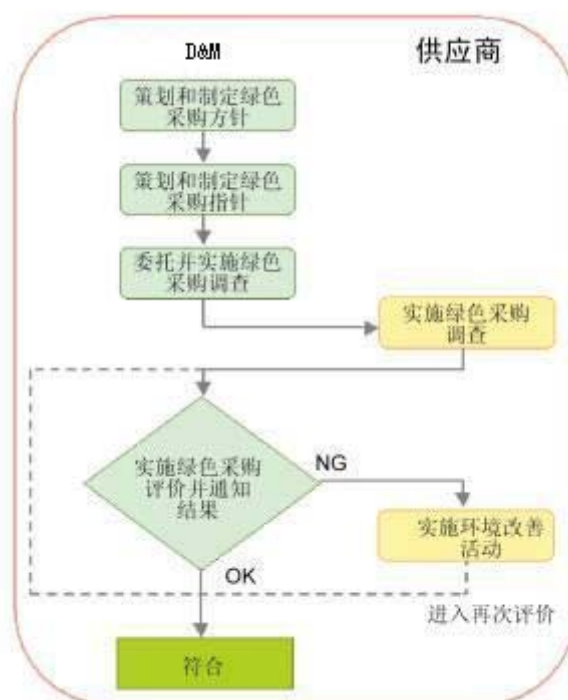 D&M
供应商
策划和制定绿色
采购方针
策划和制定绿色
采购指针
委托并实施绿色
采购调查
实施绿色采购
调查
实施绿色采购
评价并通知
结果
NG
实施环境改善
活动
OK
进入再次评价
符合